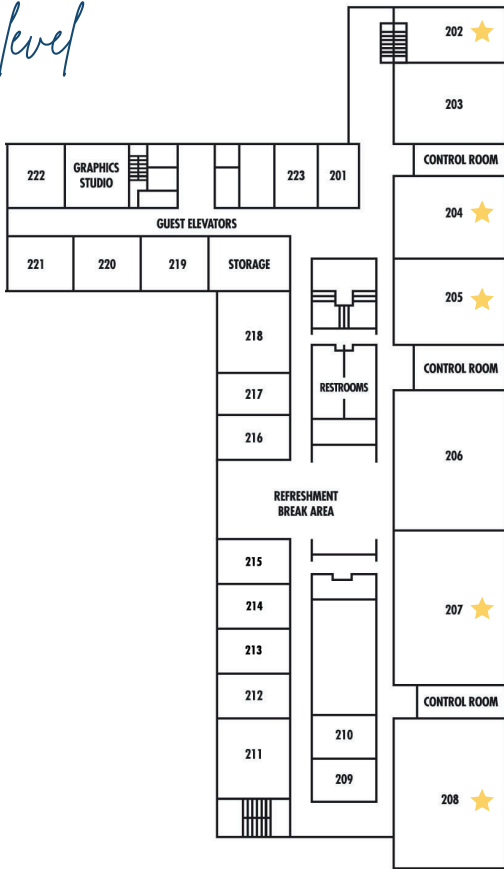 level
202
203
CONTROL ROOM
222
GRAPHICS
STUDIO
223
201
204
GUEST ELEVATORS
221
220
219
STORAGE
205
218
CONTROL ROOM
217
RESTROOMS
216
206
REFRESHMENT
BREAK AREA
215
214
207
213
212
CONTROL ROOM
210
211
209
208